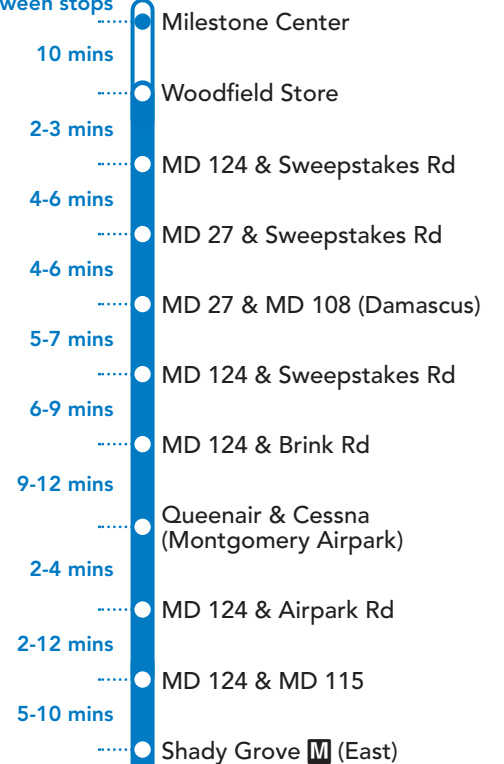 between stops
Milestone Center
10 mins
Woodfield Store
2-3 mins
MD 124 & Sweepstakes Rd
4-6 mins
MD 27 & Sweepstakes Rd
4-6 mins
MD 27 & MD 108 (Damascus)
5-7 mins
MD 124 & Sweepstakes Rd
6-9 mins
MD 124 & Brink Rd
9-12 mins
Queenair & Cessna
(Montgomery Airpark)
2-4 mins
MD 124 & Airpark Rd
2-12 mins
MD 124 & MD 115
5-10 mins
Shady Grove M (East)